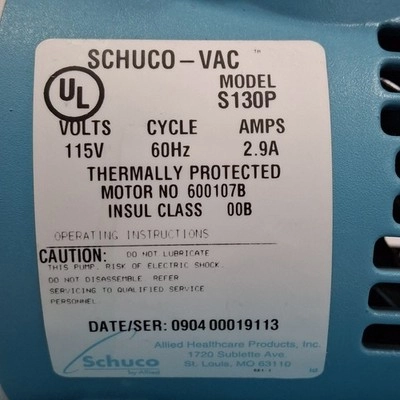 SCHUCO-VAC ™
UL
MODEL
S130P
VOLTS CYCLE AMPS
115V 60Hz 2.9A
THERMALLY PROTECTED
MOTOR NO 600107B
INSUL CLASS 00B
OPERATING INSTRUCTIONS
CAUTION: DO NOT LUBRICATE
THIS PUMP. RISK OF ELECTRIC SHOCK.
DO NOT DISASSEMBLE. REFER
SERVICING TO QUALIFIED SERVICE
PERSONNEL.
DATE/SER: 090400019113
Schuco
by Allied
Allied Healthcare Products, Inc.
1720 Sublette Ave.
St. Louis, MO 63110